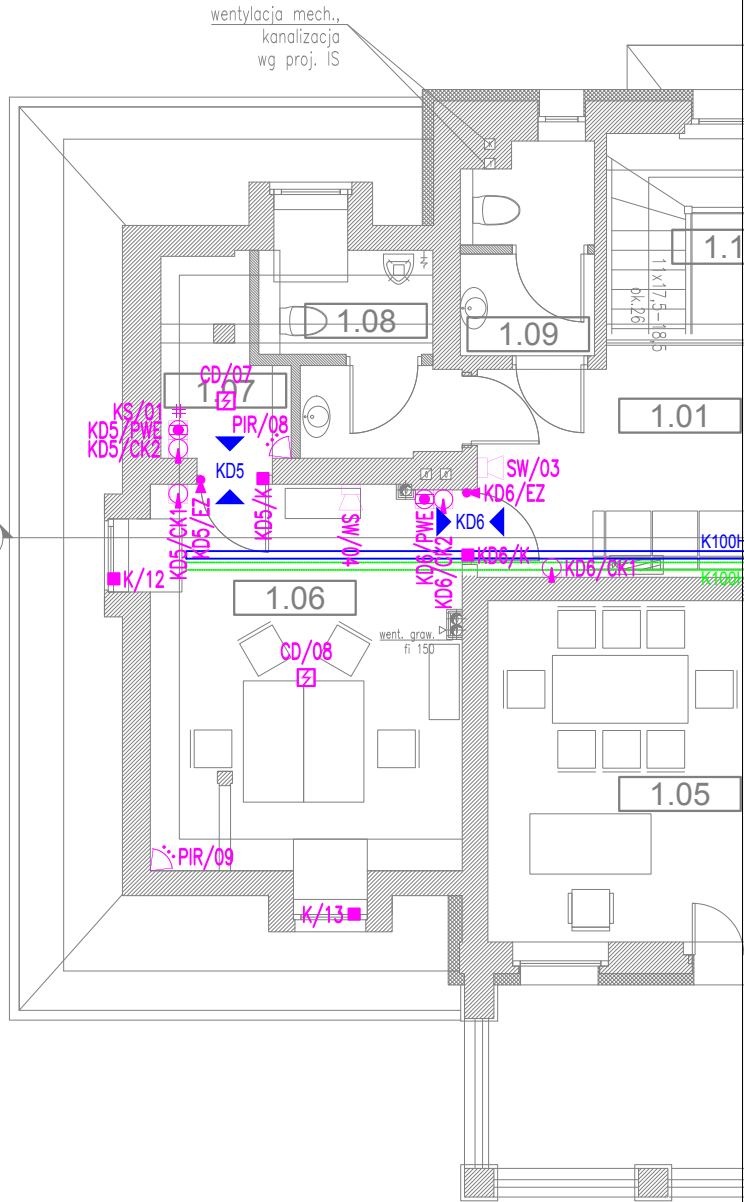 wentylacja mech.,
kanalizacja
wg proj. IS
1.1
11x17,5-18,5
ok.26
1.08
1.09
1.07
CD/07
1.01
KS/01
KD5/PWE
KD5/CK2
PIR/08
KD5
SW/03
KD6/EZ
KD5/CK1
KD5/EZ
KD5/K
SW/04
KD6/PWE
KD6/CK2
KD6
K100H
KD6/K
KD6/CK1
K/12
1.06
went. graw.
fi 150
CD/08
1.05
PIR/09
K/13